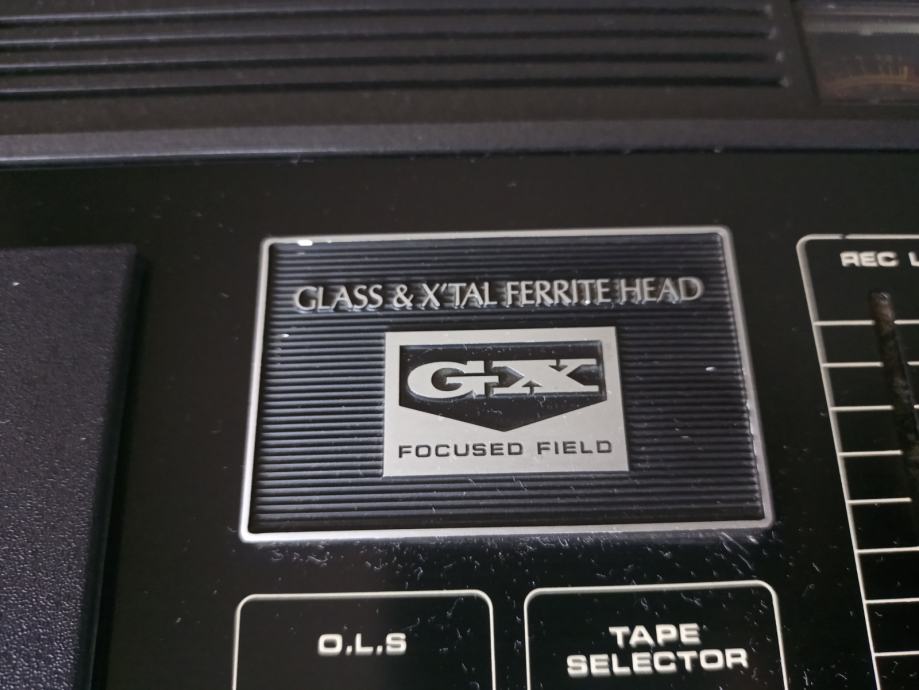 GLASS & X'TAL FERRITE HEAD
GX
FOCUSED FIELD
REC
O.L.S
TAPE
SELECTOR